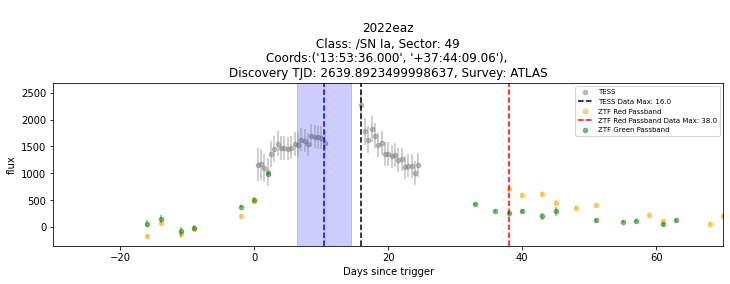 2022eaz
Class: /SN Ia, Sector: 49
Coords:('13:53:36.000', '+37:44:09.06'),
Discovery TJD: 2639.8923499998637, Survey: ATLAS
2500
2000
1500
1000
500
0
flux
TESS
TESS Data Max: 16.0
ZTF Red Passband
ZTF Red Passband Data Max: 38.0
ZTF Green Passband
−20
0
20
40
60
Days since trigger